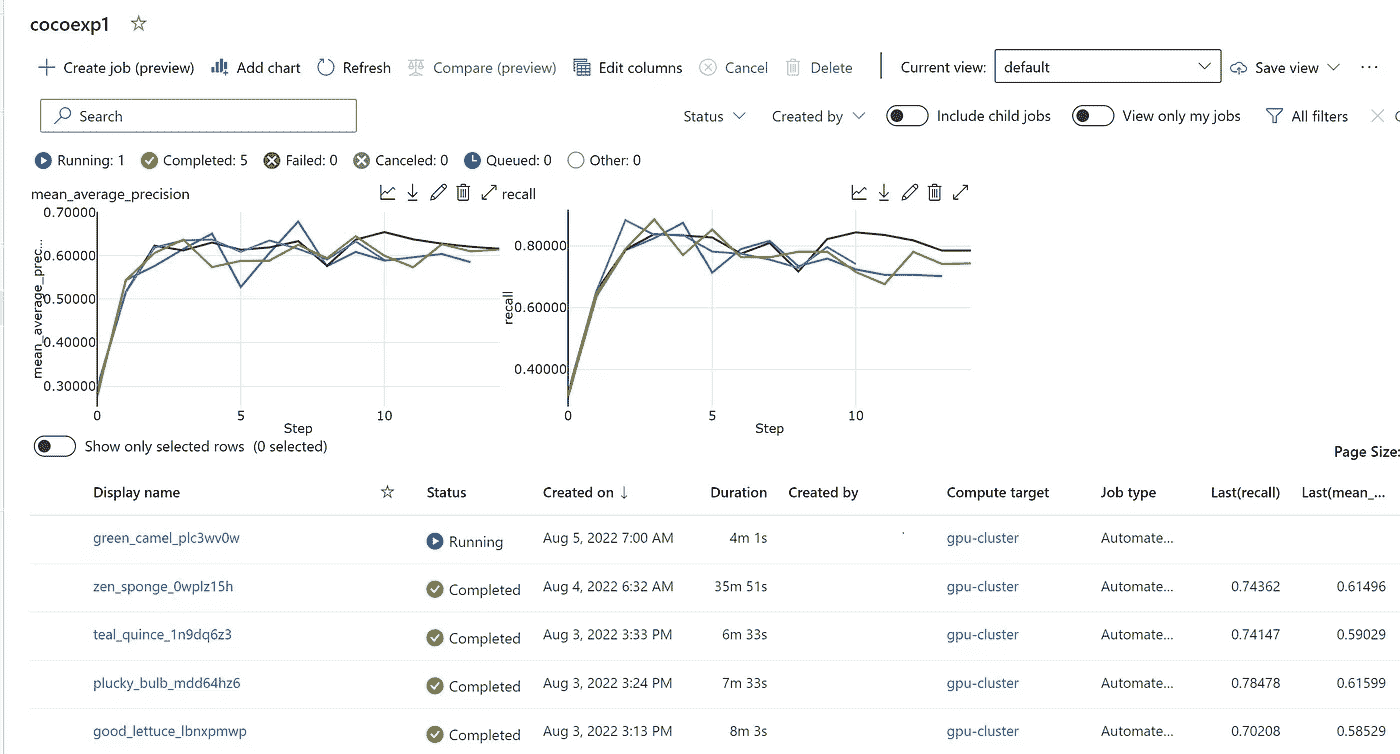 cocoexp1
Create job (preview) Add chart Refresh Compare (preview) Edit columns Cancel Delete Current view: default Save view
Search Status Created by Include child jobs View only my jobs All filters
Running: 1 Completed: 5 Failed: 0 Canceled: 0 Queued: 0 Other: 0
mean_average_precision recall
0.70000
0.60000
0.50000
0.40000
0.30000
mean_average_prec...
0 5 10
Step
0.80000
0.60000
0.40000
recall
0 5 10
Step
Show only selected rows (0 selected)
Page Size:
Display name Status Created on ↓ Duration Created by Compute target Job type Last(recall) Last(mean_...
green_camel_plc3wv0w Running Aug 5, 2022 7:00 AM 4m 1s gpu-cluster Automate...
zen_sponge_0wplz15h Completed Aug 4, 2022 6:32 AM 35m 51s gpu-cluster Automate... 0.74362 0.61496
teal_quince_1n9dq6z3 Completed Aug 3, 2022 3:33 PM 6m 33s gpu-cluster Automate... 0.74147 0.59029
plucky_bulb_mdd64hz6 Completed Aug 3, 2022 3:24 PM 7m 33s gpu-cluster Automate... 0.78478 0.61599
good_lettuce_lbnxpmwp Completed Aug 3, 2022 3:13 PM 8m 3s gpu-cluster Automate... 0.70208 0.58529